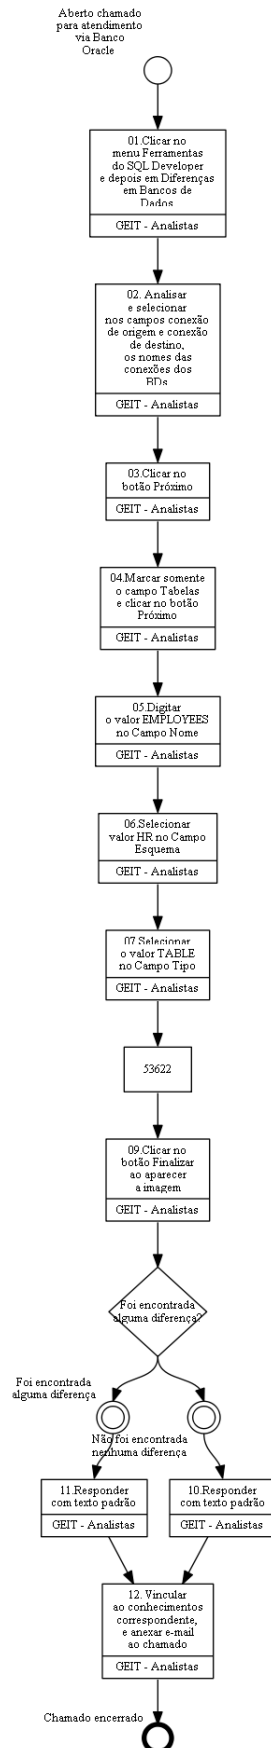 Aberto chamado
para atendimento
via Banco
Oracle
01.Clicar no
menu Ferramentas
do SQL Developer
e depois em Diferenças
em Bancos de
Dados
GEIT - Analistas
02. Analisar
e selecionar
nos campos conexão
de origem e conexão
de destino,
os nomes das
conexões dos
BDs
GEIT - Analistas
03.Clicar no
botão Próximo
GEIT - Analistas
04.Marcar somente
o campo Tabelas
e clicar no botão
Próximo
GEIT - Analistas
05.Digitar
o valor EMPLOYEES
no Campo Nome
GEIT - Analistas
06.Selecionar
valor HR no Campo
Esquema
GEIT - Analistas
07.Selecionar
o valor TABLE
no Campo Tipo
GEIT - Analistas
53622
09.Clicar no
botão Finalizar
ao aparecer
a imagem
GEIT - Analistas
Foi encontrada
alguma diferença?
Foi encontrada
alguma diferença
Não foi encontrada
nenhuma diferença
11.Responder
com texto padrão
GEIT - Analistas
10.Responder
com texto padrão
GEIT - Analistas
12. Vincular
ao conhecimentos
correspondente,
e anexar e-mail
ao chamado
GEIT - Analistas
Chamado encerrado